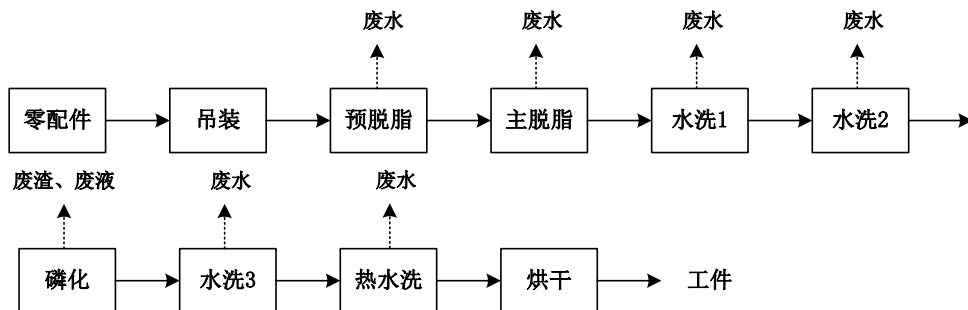 废水 废水 废水 废水
零配件 吊装 预脱脂 主脱脂 水洗1 水洗2
废渣、废液 废水 废水
磷化 水洗3 热水洗 烘干 工件